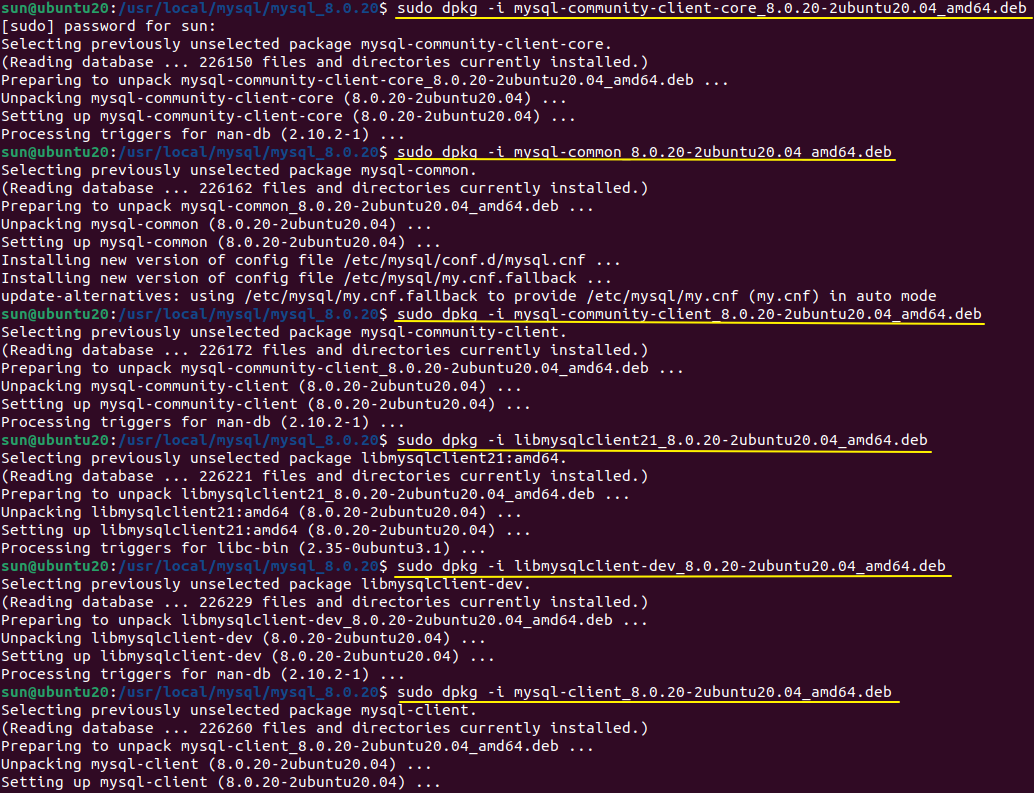 sun@ubuntu20:/usr/local/mysql/mysql_8.0.20$ sudo dpkg -i mysql-community-client-core_8.0.20-2ubuntu20.04_amd64.deb
[sudo] password for sun:
Selecting previously unselected package mysql-community-client-core.
(Reading database ... 226150 files and directories currently installed.)
Preparing to unpack mysql-community-client-core_8.0.20-2ubuntu20.04_amd64.deb ...
Unpacking mysql-community-client-core (8.0.20-2ubuntu20.04) ...
Setting up mysql-community-client-core (8.0.20-2ubuntu20.04) ...
Processing triggers for man-db (2.10.2-1) ...
sun@ubuntu20:/usr/local/mysql/mysql_8.0.20$ sudo dpkg -i mysql-common_8.0.20-2ubuntu20.04_amd64.deb
Selecting previously unselected package mysql-common.
(Reading database ... 226162 files and directories currently installed.)
Preparing to unpack mysql-common_8.0.20-2ubuntu20.04_amd64.deb ...
Unpacking mysql-common (8.0.20-2ubuntu20.04) ...
Setting up mysql-common (8.0.20-2ubuntu20.04) ...
Installing new version of config file /etc/mysql/conf.d/mysql.cnf ...
Installing new version of config file /etc/mysql/my.cnf.fallback ...
update-alternatives: using /etc/mysql/my.cnf.fallback to provide /etc/mysql/my.cnf (my.cnf) in auto mode
sun@ubuntu20:/usr/local/mysql/mysql_8.0.20$ sudo dpkg -i mysql-community-client_8.0.20-2ubuntu20.04_amd64.deb
Selecting previously unselected package mysql-community-client.
(Reading database ... 226172 files and directories currently installed.)
Preparing to unpack mysql-community-client_8.0.20-2ubuntu20.04_amd64.deb ...
Unpacking mysql-community-client (8.0.20-2ubuntu20.04) ...
Setting up mysql-community-client (8.0.20-2ubuntu20.04) ...
Processing triggers for man-db (2.10.2-1) ...
sun@ubuntu20:/usr/local/mysql/mysql_8.0.20$ sudo dpkg -i libmysqlclient21_8.0.20-2ubuntu20.04_amd64.deb
Selecting previously unselected package libmysqlclient21:amd64.
(Reading database ... 226221 files and directories currently installed.)
Preparing to unpack libmysqlclient21_8.0.20-2ubuntu20.04_amd64.deb ...
Unpacking libmysqlclient21:amd64 (8.0.20-2ubuntu20.04) ...
Setting up libmysqlclient21:amd64 (8.0.20-2ubuntu20.04) ...
Processing triggers for libc-bin (2.35-0ubuntu3.1) ...
sun@ubuntu20:/usr/local/mysql/mysql_8.0.20$ sudo dpkg -i libmysqlclient-dev_8.0.20-2ubuntu20.04_amd64.deb
Selecting previously unselected package libmysqlclient-dev.
(Reading database ... 226229 files and directories currently installed.)
Preparing to unpack libmysqlclient-dev_8.0.20-2ubuntu20.04_amd64.deb ...
Unpacking libmysqlclient-dev (8.0.20-2ubuntu20.04) ...
Setting up libmysqlclient-dev (8.0.20-2ubuntu20.04) ...
Processing triggers for man-db (2.10.2-1) ...
sun@ubuntu20:/usr/local/mysql/mysql_8.0.20$ sudo dpkg -i mysql-client_8.0.20-2ubuntu20.04_amd64.deb
Selecting previously unselected package mysql-client.
(Reading database ... 226260 files and directories currently installed.)
Preparing to unpack mysql-client_8.0.20-2ubuntu20.04_amd64.deb ...
Unpacking mysql-client (8.0.20-2ubuntu20.04) ...
Setting up mysql-client (8.0.20-2ubuntu20.04) ...